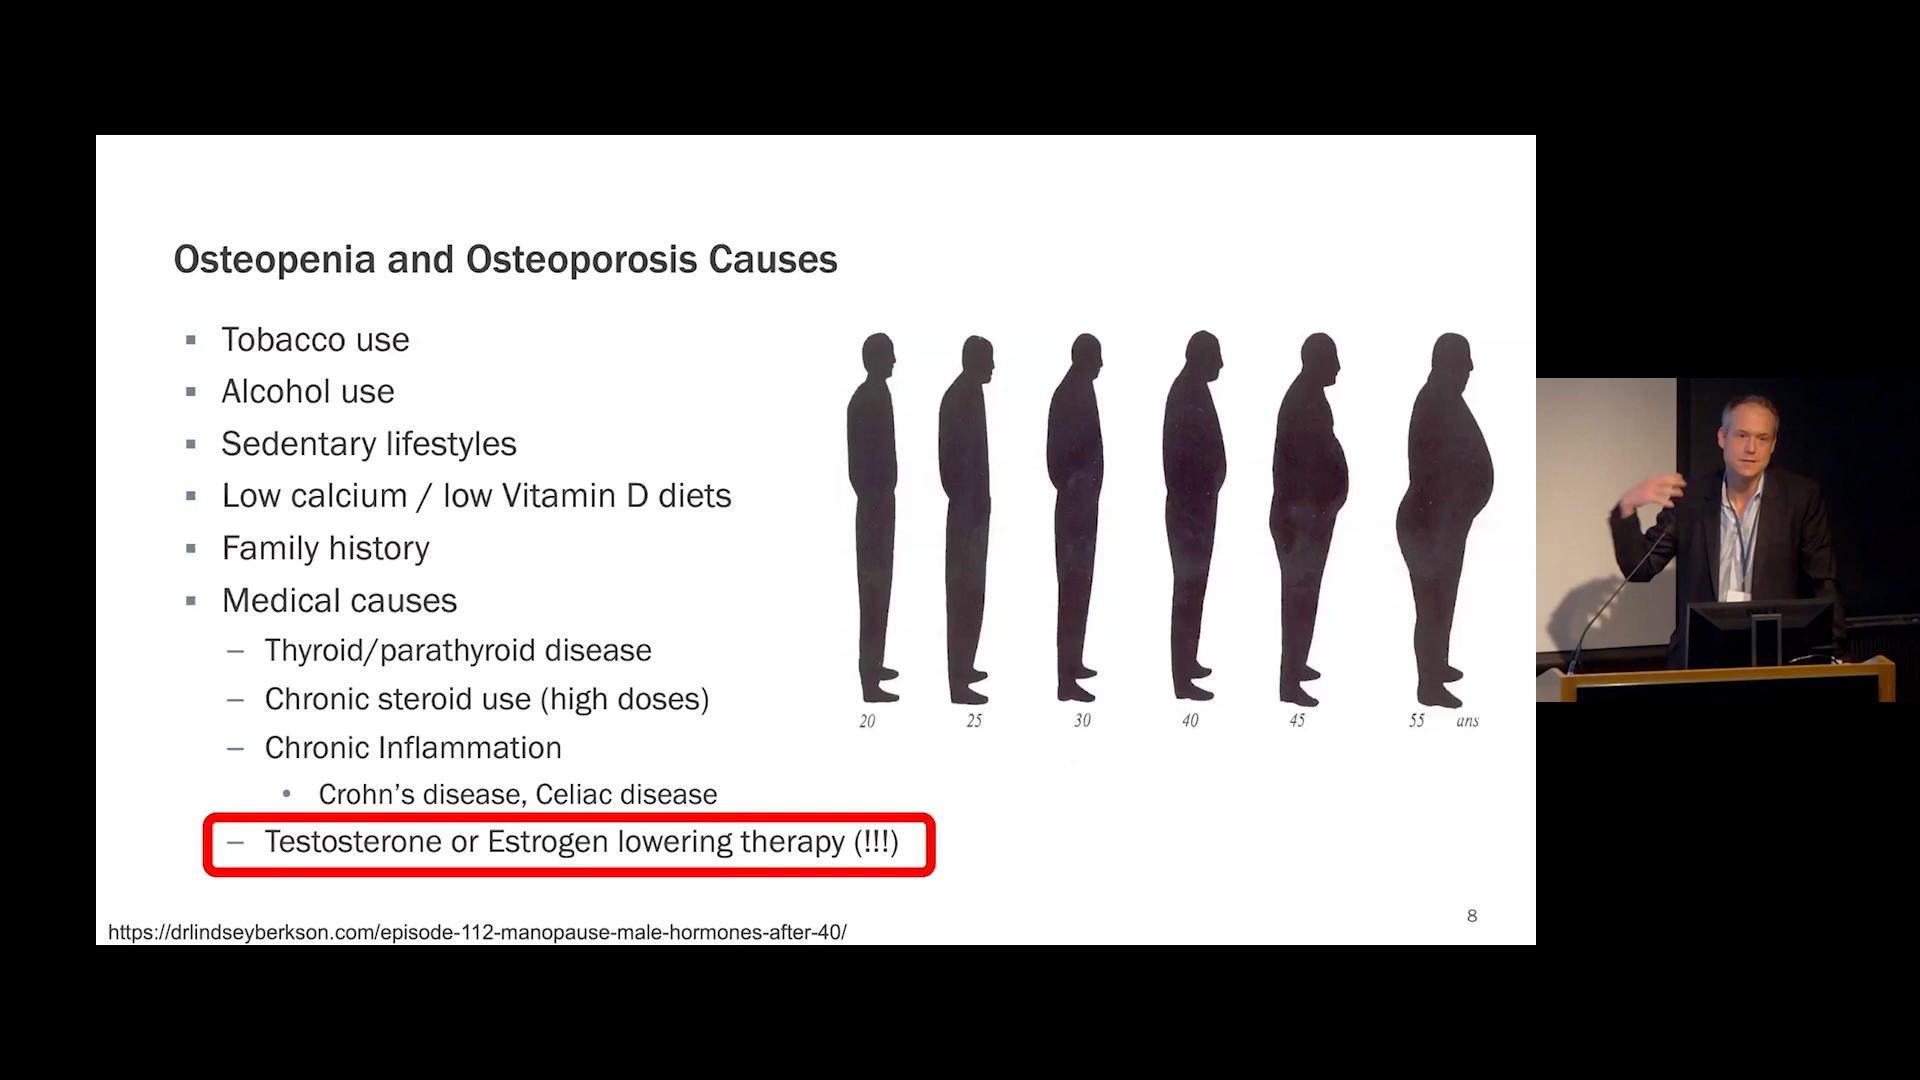 Osteopenia and Osteoporosis Causes
Tobacco use
Alcohol use
Sedentary lifestyles
Low calcium / low Vitamin D diets
Family history
Medical causes
– Thyroid/parathyroid disease
– Chronic steroid use (high doses)
– Chronic Inflammation
• Crohn’s disease, Celiac disease
– Testosterone or Estrogen lowering therapy (!!!)
20 25 30 40 45 55 ans
8
https://drlindseyberkson.com/episode-112-manopause-male-hormones-after-40/